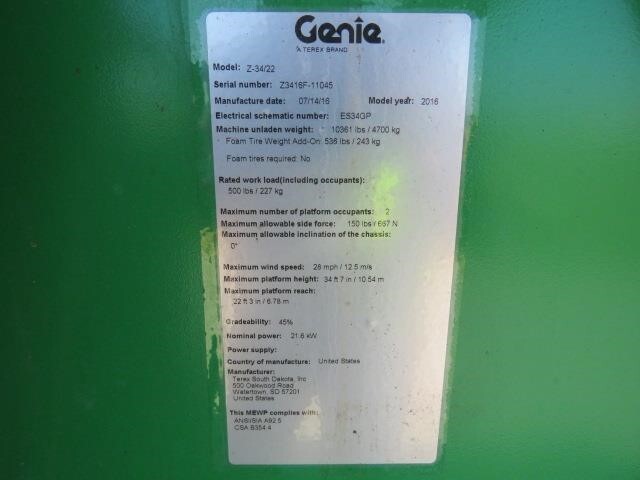 Genie
A TEREX BRAND
Model: Z-34/22
Serial number: Z3416F-11045
Manufacture date: 07/14/16 Model year: 2016
Electrical schematic number: ES34GP
Machine unladen weight: 10361 lbs / 4700 kg
Foam Tire Weight Add-On: 536 lbs / 243 kg
Foam tires required: No
Rated work load(including occupants):
500 lbs / 227 kg
Maximum number of platform occupants: 2
Maximum allowable side force: 150 lbs / 667 N
Maximum allowable inclination of the chassis:
0°
Maximum wind speed: 28 mph / 12.5 m/s
Maximum platform height: 34 ft 7 in / 10.54 m
Maximum platform reach:
22 ft 3 in / 6.78 m
Gradeability: 45%
Nominal power: 21.6 kW
Power supply:
Country of manufacture: United States
Manufacturer:
Terex South Dakota, Inc
500 Oakwood Road
Watertown, SD 57201
United States
This MEWP complies with:
ANSI/SIA A92.5
CSA B354.4